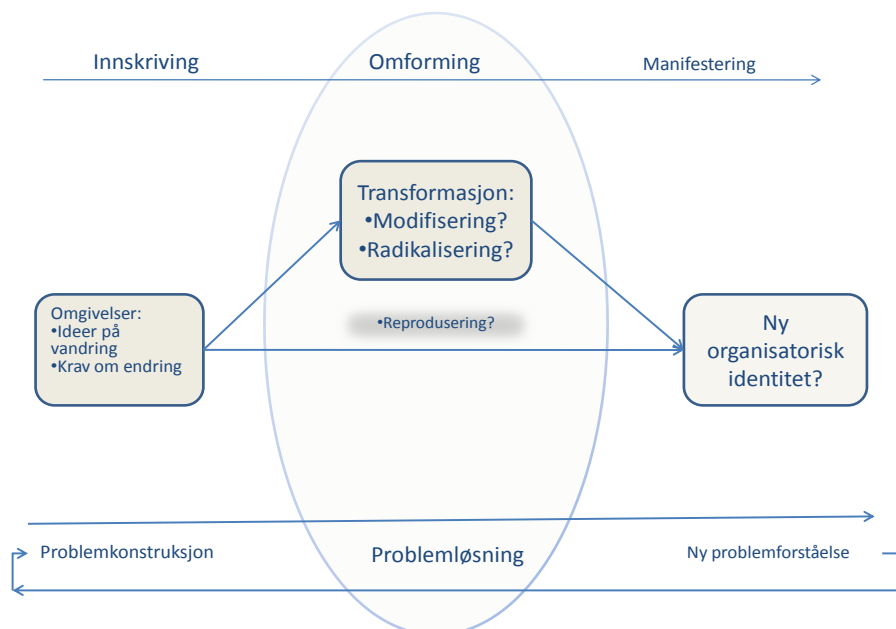 Innskriving
Omforming
Manifestering
Transformasjon:
•Modifisering?
•Radikalisering?
Omgivelser:
•Ideer på
vandring
•Krav om endring
•Reprodusering?
Ny
organisatorisk
identitet?
Problemkonstruksjon
Problemløsning
Ny problemforståelse